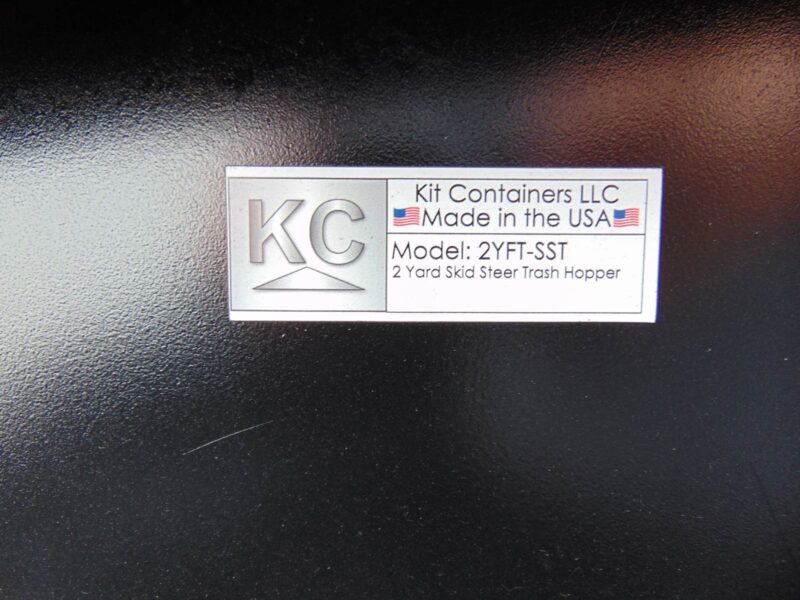 KC
Kit Containers LLC
Made in the USA
Model: 2YFT-SST
2 Yard Skid Steer Trash Hopper